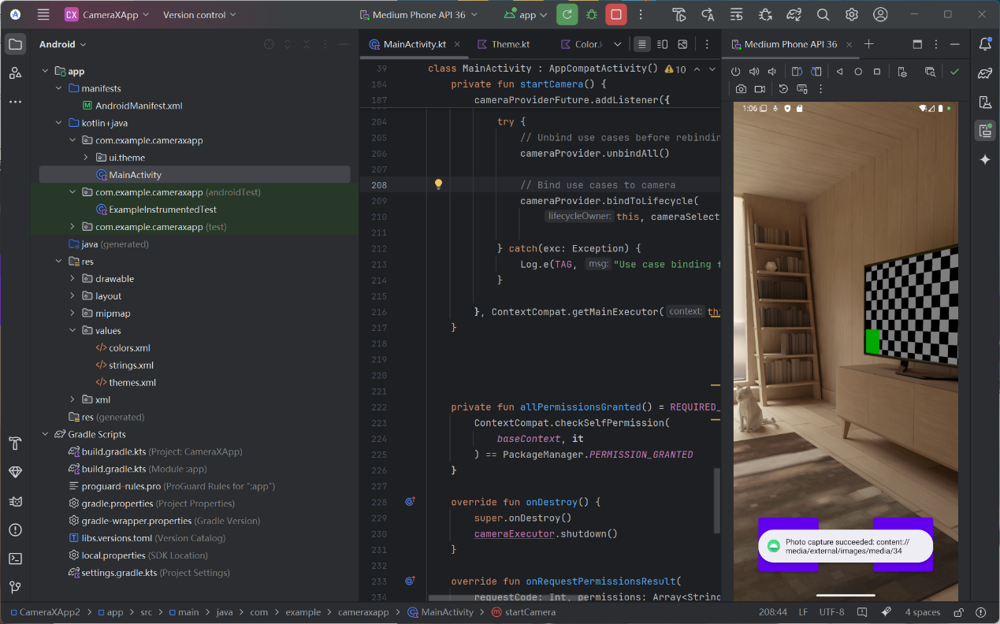 CX CameraXApp Version control Medium Phone API 36 app
Android
app
manifests
AndroidManifest.xml
kotlin+java
com.example.cameraxapp
ui.theme
MainActivity
com.example.cameraxapp (androidTest)
ExampleInstrumentedTest
com.example.cameraxapp (test)
java (generated)
res
drawable
layout
mipmap
values
colors.xml
strings.xml
themes.xml
xml
res (generated)
Gradle Scripts
build.gradle.kts (Project: CameraXApp)
build.gradle.kts (Module :app)
proguard-rules.pro (ProGuard Rules for ":app")
gradle.properties (Project Properties)
gradle-wrapper.properties (Gradle Version)
libs.versions.toml (Version Catalog)
local.properties (SDK Location)
settings.gradle.kts (Project Settings)
MainActivity.kt Theme.kt Color.
39 class MainActivity : AppCompatActivity() 10
184 private fun startCamera() {
187 cameraProviderFuture.addListener({
204 try {
205 // Unbind use cases before rebindin
206 cameraProvider.unbindAll()
207
208 // Bind use cases to camera
209 cameraProvider.bindToLifecycle(
210 lifecycleOwner: this, cameraSelect
211
212 } catch(exc: Exception) {
213 Log.e(TAG, msg: "Use case binding f
214 }
215
216 }, ContextCompat.getMainExecutor( context: thi
217 }
218
219
220
221
222 private fun allPermissionsGranted() = REQUIRED_
223 ContextCompat.checkSelfPermission(
224 baseContext, it
225 ) == PackageManager.PERMISSION_GRANTED
226 }
227
228 override fun onDestroy() {
229 super.onDestroy()
230 cameraExecutor.shutdown()
231 }
232
233 override fun onRequestPermissionsResult(
234 requestCode: Int, permissions: Array<String
Medium Phone API 36
1:06
Photo capture succeeded: content://
media/external/images/media/34
CameraXApp2 > app > src > main > java > com > example > cameraxapp > MainActivity > startCamera 208:44 LF UTF-8 4 spaces